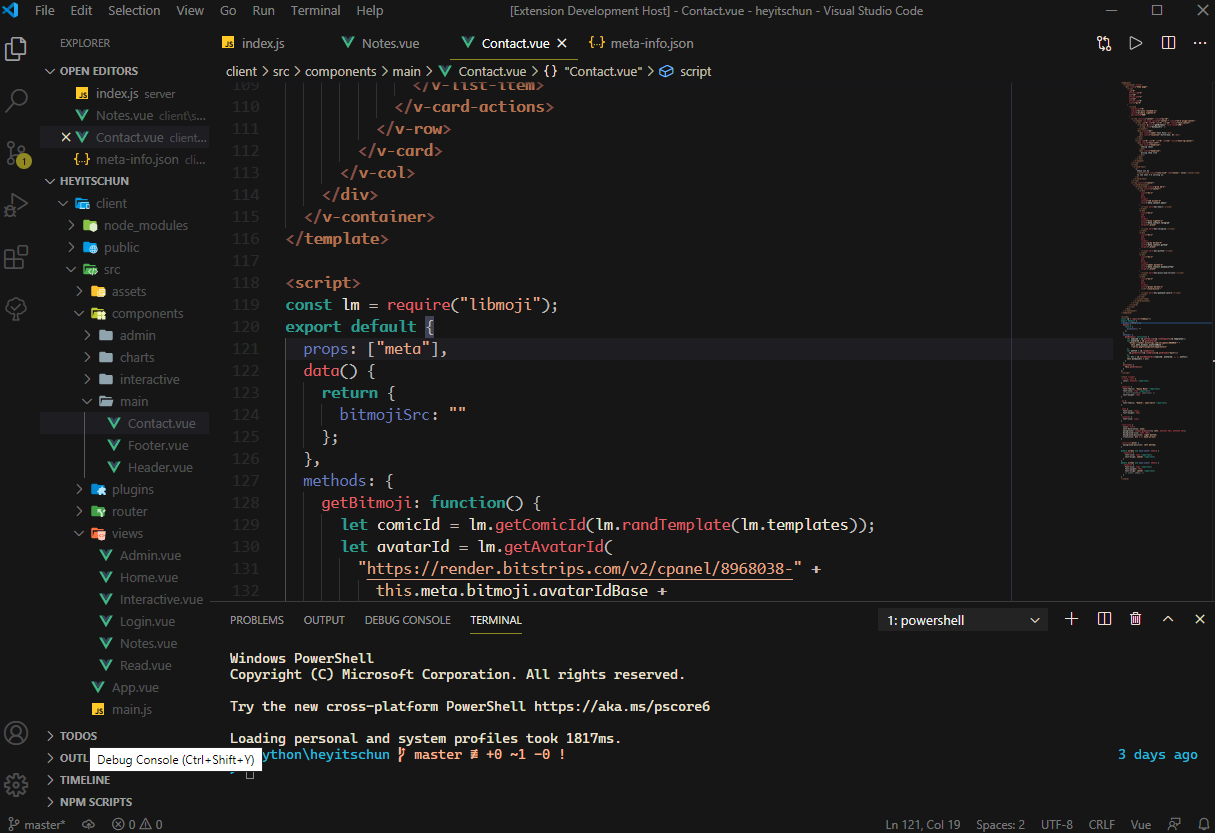 File Edit Selection View Go Run Terminal Help [Extension Development Host] - Contact.vue - heyitschun - Visual Studio Code
EXPLORER
OPEN EDITORS
JS index.js server
Notes.vue client\s...
Contact.vue client...
{..} meta-info.json cli...
HEYITSCHUN
client
node_modules
public
src
assets
components
admin
charts
interactive
main
Contact.vue
Footer.vue
Header.vue
plugins
router
views
Admin.vue
Home.vue
Interactive.vue
Login.vue
Notes.vue
Read.vue
App.vue
JS main.js
TODOS
OUTL
Debug Console (Ctrl+Shift+Y)
TIMELINE
NPM SCRIPTS
1
JS index.js Notes.vue Contact.vue {..} meta-info.json
client > src > components > main > Contact.vue > {} "Contact.vue" > script
109 </v-list-item>
110 </v-card-actions>
111 </v-row>
112 </v-card>
113 </v-col>
114 </div>
115 </v-container>
116 </template>
117
118 <script>
119 const lm = require("libmoji");
120 export default {
121 props: ["meta"],
122 data() {
123 return {
124 bitmojiSrc: ""
125 };
126 },
127 methods: {
128 getBitmoji: function() {
129 let comicId = lm.getComicId(lm.randTemplate(lm.templates));
130 let avatarId = lm.getAvatarId(
131 "https://render.bitstrips.com/v2/cpanel/8968038-" +
132 this.meta.bitmoji.avatarIdBase +
PROBLEMS OUTPUT DEBUG CONSOLE TERMINAL 1: powershell
Windows PowerShell
Copyright (C) Microsoft Corporation. All rights reserved.
Try the new cross-platform PowerShell https://aka.ms/pscore6
Loading personal and system profiles took 1817ms.
ython\heyitschun master ≢ +0 ~1 -0 ! 3 days ago
master* 0 0 Ln 121, Col 19 Spaces: 2 UTF-8 CRLF Vue